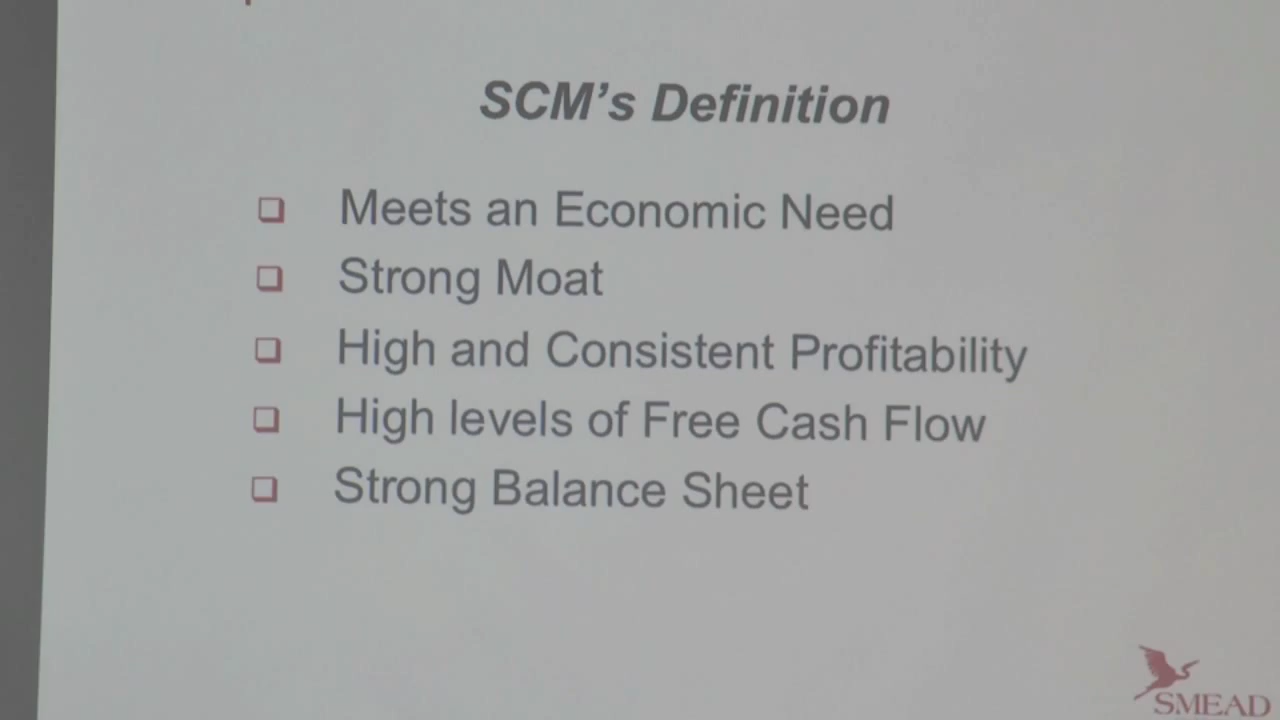 SCM's Definition
Meets an Economic Need
Strong Moat
High and Consistent Profitability
High levels of Free Cash Flow
Strong Balance Sheet
SMEAD